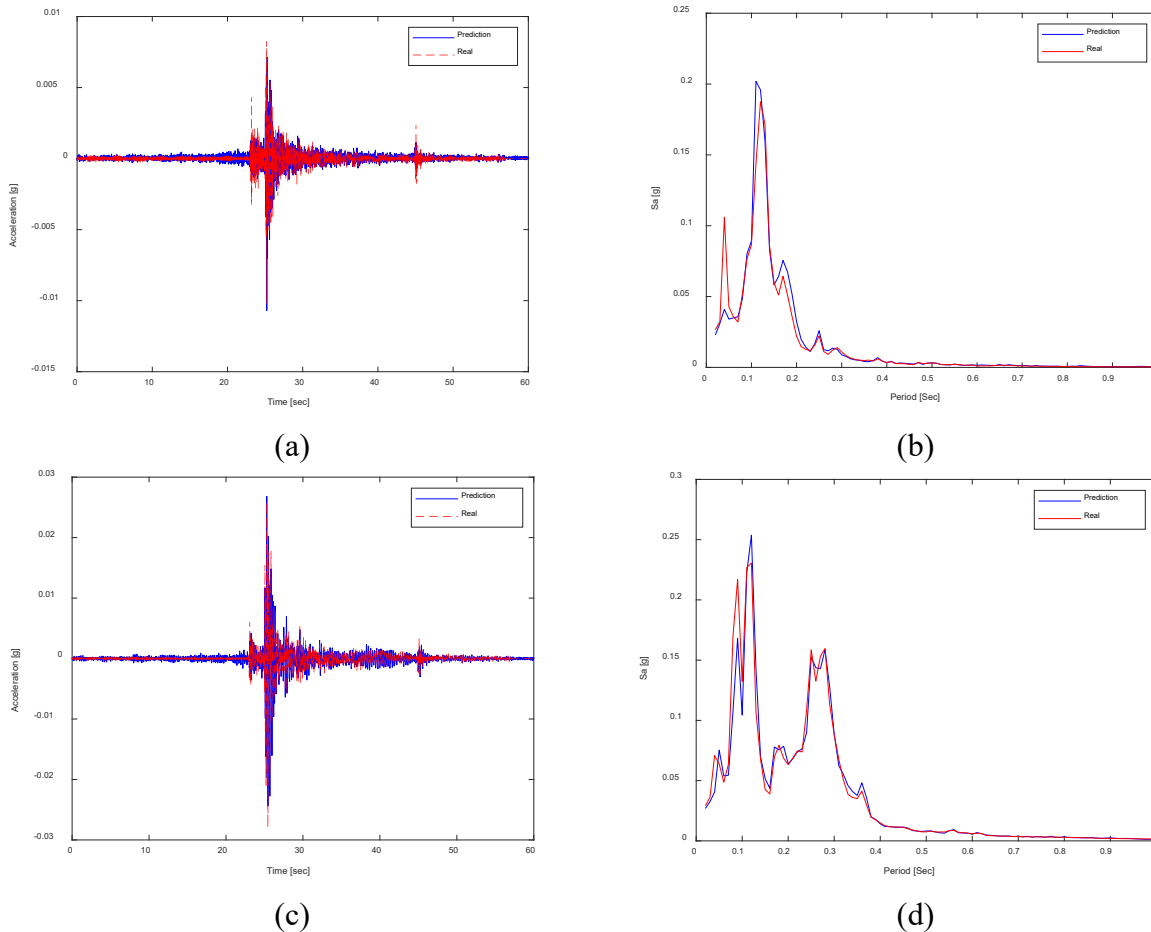 0.01
0.005
0
-0.005
-0.01
-0.015
Acceleration [g]
0 10 20 30 40 50 60
Time [sec]
Prediction
Real
(a)
0.25
0.2
0.15
0.1
0.05
0
Sa [g]
0 0.1 0.2 0.3 0.4 0.5 0.6 0.7 0.8 0.9
Period [Sec]
Prediction
Real
(b)
0.03
0.02
0.01
0
-0.01
-0.02
-0.03
Acceleration [g]
0 10 20 30 40 50 60
Time [sec]
Prediction
Real
(c)
0.3
0.25
0.2
0.15
0.1
0.05
0
Sa [g]
0 0.1 0.2 0.3 0.4 0.5 0.6 0.7 0.8 0.9
Period [Sec]
Prediction
Real
(d)